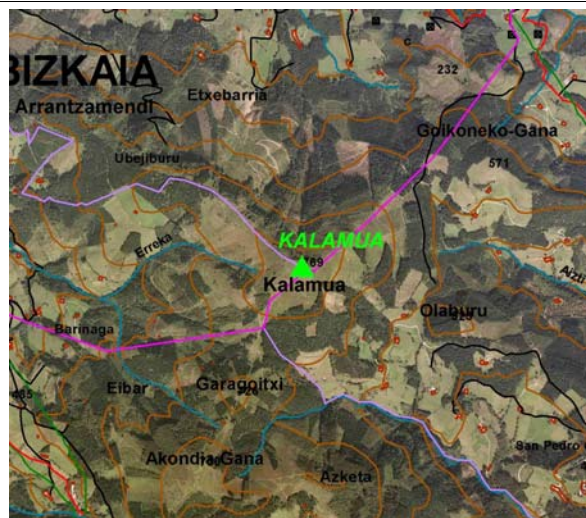 BIZKAIA
Arrantzamendi
Etxebarria
232
Goikoneko-Gana
Ubejiburu
571
KALAMUA
769
Erreka
Kalamua
Olaburu
Barinaga
Eibar
Garagoitxi
Akondia-Gana
Azketa
San Pedro